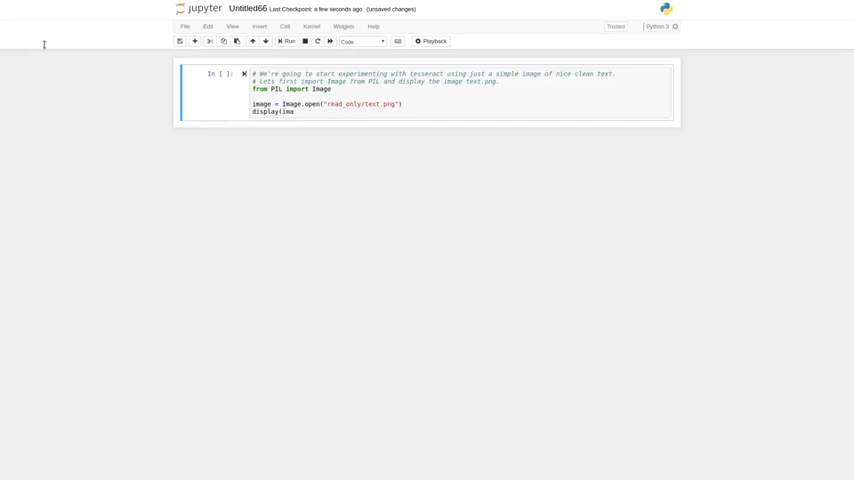 jupyter Untitled66 Last Checkpoint: a few seconds ago (unsaved changes)
File Edit View Insert Cell Kernel Widgets Help Trusted Python 3
Run Code Playback
In [ ]:
# We're going to start experimenting with tesseract using just a simple image of nice clean text.
# Lets first import Image from PIL and display the image text.png.
from PIL import Image
image = Image.open("read_only/text.png")
display(ima